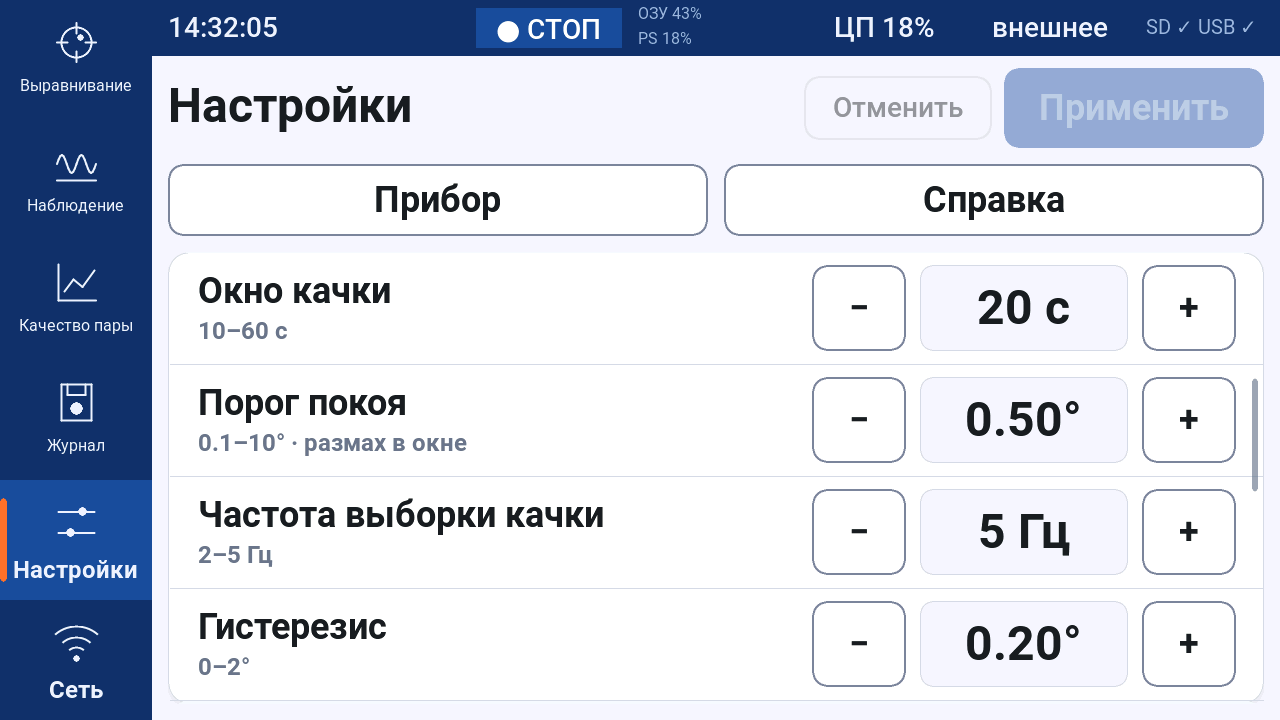 14:32:05
● СТОП
ОЗУ 43%
PS 18%
ЦП 18%
внешнее
SD ✓ USB ✓
Выравнивание
Наблюдение
Качество пары
Журнал
Настройки
Сеть
Настройки
Отменить
Применить
Прибор
Справка
Окно качки
10–60 с
− 20 с +
Порог покоя
0.1–10° · размах в окне
− 0.50° +
Частота выборки качки
2–5 Гц
− 5 Гц +
Гистерезис
0–2°
− 0.20° +